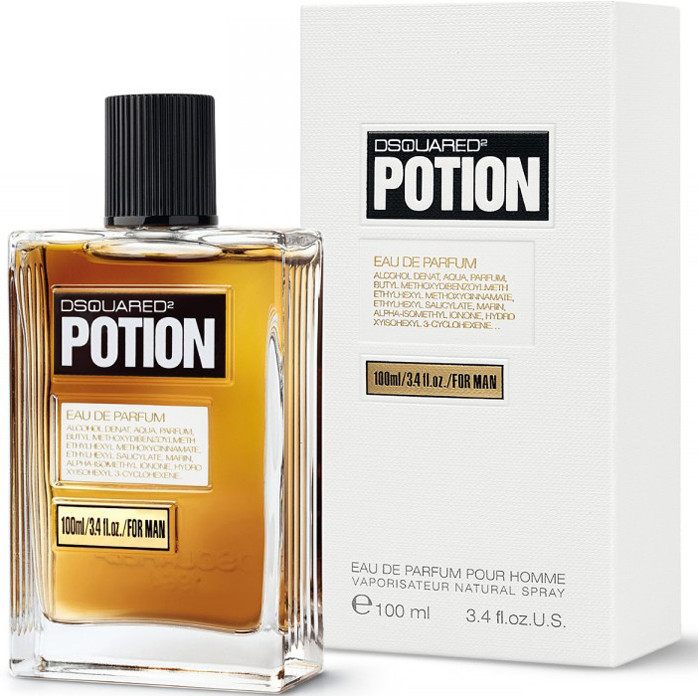 DSQUARED²
POTION
EAU DE PARFUM
ALCOHOL DENAT, AQUA, PARFUM,
BUTYL METHOXYDIBENZOYLMETH
ETHYLHEXYL METHOXYCINNAMATE,
ETHYLHEXYL SALICYLATE, MARIN,
ALPHA-ISOMETHYL IONONE, HYDRO
XYISOHEXYL 3-CYCLOHEXENE...
100ml/3.4 fl.oz./FOR MAN
DSQUARED²
POTION
EAU DE PARFUM
ALCOHOL DENAT, AQUA, PARFUM,
BUTYL METHOXYDIBENZOYLMETH
ETHYLHEXYL METHOXYCINNAMATE,
ETHYLHEXYL SALICYLATE, MARIN,
ALPHA-ISOMETHYL IONONE, HYDRO
XYISOHEXYL 3-CYCLOHEXENE...
100ml/3.4 fl.oz./FOR MAN
EAU DE PARFUM POUR HOMME
VAPORISATEUR NATURAL SPRAY
℮ 100 ml 3.4 fl.oz.U.S.